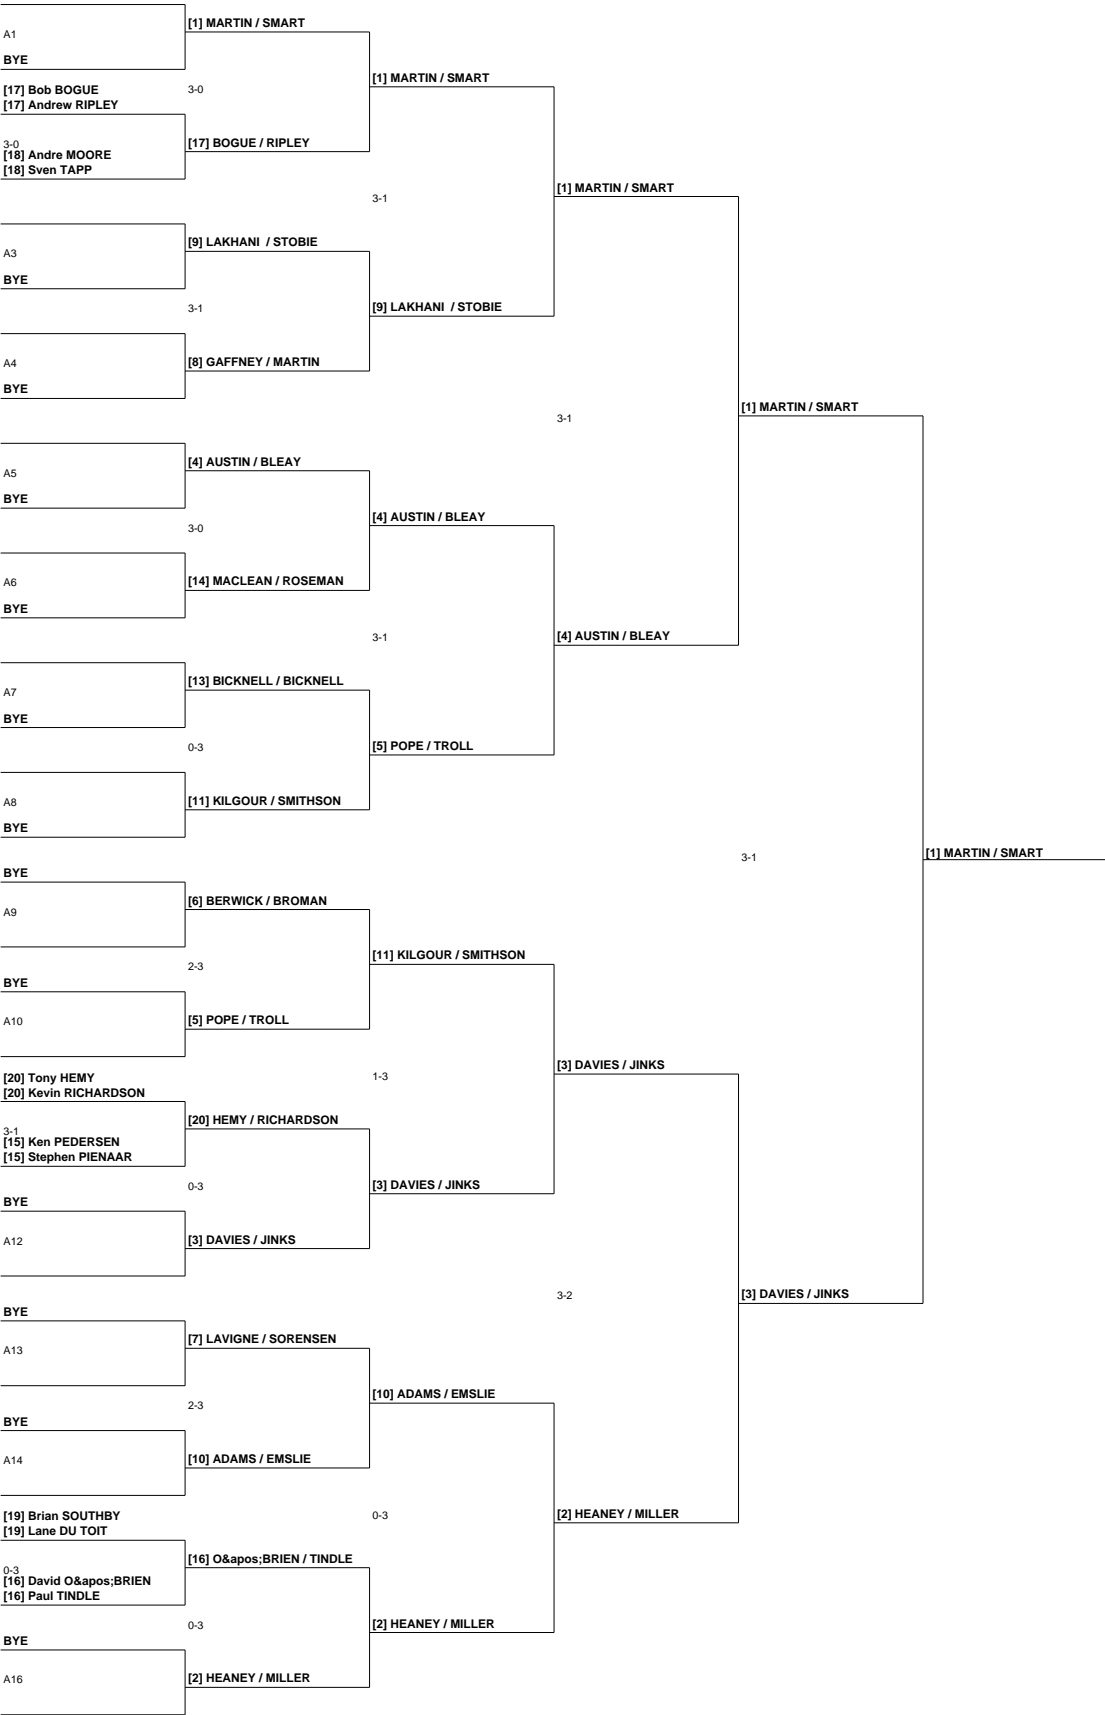 A1
BYE
[17] Bob BOGUE
[17] Andrew RIPLEY
3-0
[18] Andre MOORE
[18] Sven TAPP
A3
BYE
A4
BYE
A5
BYE
A6
BYE
A7
BYE
A8
BYE
BYE
A9
BYE
A10
[20] Tony HEMY
[20] Kevin RICHARDSON
3-1
[15] Ken PEDERSEN
[15] Stephen PIENAAR
BYE
A12
BYE
A13
BYE
A14
[19] Brian SOUTHBY
[19] Lane DU TOIT
0-3
[16] David O&apos;BRIEN
[16] Paul TINDLE
BYE
A16
[1] MARTIN / SMART
3-0
[17] BOGUE / RIPLEY
[9] LAKHANI  / STOBIE
3-1
[8] GAFFNEY / MARTIN
[4] AUSTIN / BLEAY
3-0
[14] MACLEAN / ROSEMAN
[13] BICKNELL / BICKNELL
0-3
[11] KILGOUR / SMITHSON
[6] BERWICK / BROMAN
2-3
[5] POPE / TROLL
[20] HEMY / RICHARDSON
0-3
[3] DAVIES / JINKS
[7] LAVIGNE / SORENSEN
2-3
[10] ADAMS / EMSLIE
[16] O&apos;BRIEN / TINDLE
0-3
[2] HEANEY / MILLER
[1] MARTIN / SMART
3-1
[9] LAKHANI  / STOBIE
[4] AUSTIN / BLEAY
3-1
[5] POPE / TROLL
[11] KILGOUR / SMITHSON
1-3
[3] DAVIES / JINKS
[10] ADAMS / EMSLIE
0-3
[2] HEANEY / MILLER
[1] MARTIN / SMART
3-1
[4] AUSTIN / BLEAY
[3] DAVIES / JINKS
3-2
[2] HEANEY / MILLER
[1] MARTIN / SMART
3-1
[3] DAVIES / JINKS
[1] MARTIN / SMART